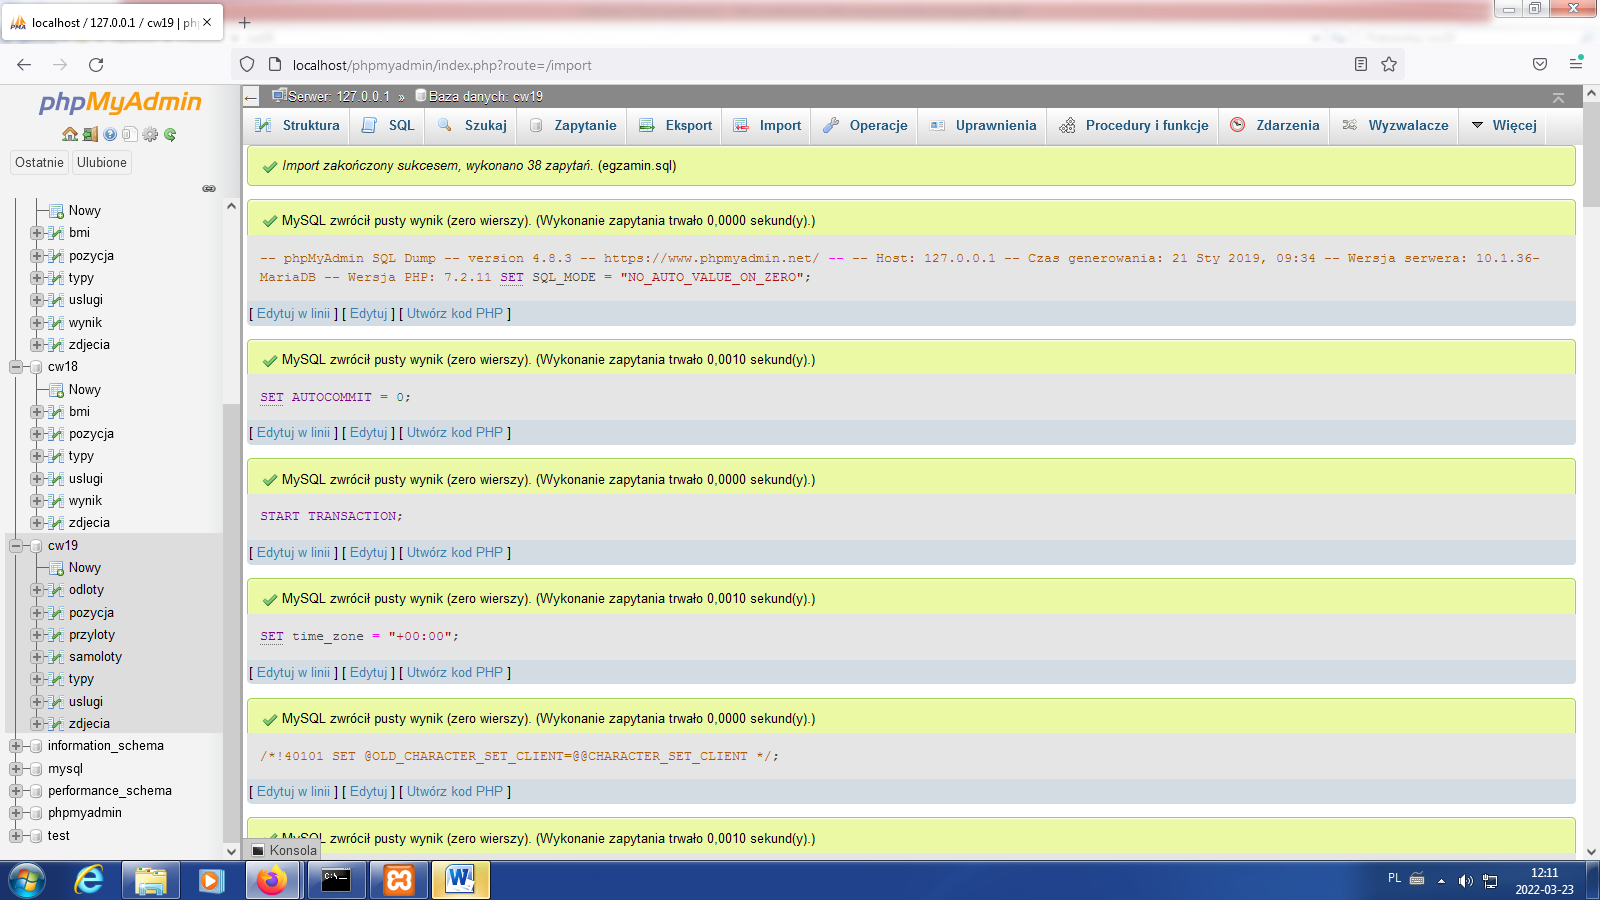 localhost / 127.0.0.1 / cw19 | ph
localhost/phpmyadmin/index.php?route=/import
phpMyAdmin
Ostatnie
Ulubione
Nowy
bmi
pozycja
typy
uslugi
wynik
zdjecia
cw18
Nowy
bmi
pozycja
typy
uslugi
wynik
zdjecia
cw19
Nowy
odloty
pozycja
przyloty
samoloty
typy
uslugi
zdjecia
information_schema
mysql
performance_schema
phpmyadmin
test
Serwer: 127.0.0.1 » Baza danych: cw19
Struktura SQL Szukaj Zapytanie Eksport Import Operacje Uprawnienia Procedury i funkcje Zdarzenia Wyzwalacze Więcej
Import zakończony sukcesem, wykonano 38 zapytań. (egzamin.sql)
MySQL zwrócił pusty wynik (zero wierszy). (Wykonanie zapytania trwało 0,0000 sekund(y).)
-- phpMyAdmin SQL Dump -- version 4.8.3 -- https://www.phpmyadmin.net/ -- -- Host: 127.0.0.1 -- Czas generowania: 21 Sty 2019, 09:34 -- Wersja serwera: 10.1.36-
MariaDB -- Wersja PHP: 7.2.11 SET SQL_MODE = "NO_AUTO_VALUE_ON_ZERO";
[ Edytuj w linii ] [ Edytuj ] [ Utwórz kod PHP ]
MySQL zwrócił pusty wynik (zero wierszy). (Wykonanie zapytania trwało 0,0010 sekund(y).)
SET AUTOCOMMIT = 0;
[ Edytuj w linii ] [ Edytuj ] [ Utwórz kod PHP ]
MySQL zwrócił pusty wynik (zero wierszy). (Wykonanie zapytania trwało 0,0000 sekund(y).)
START TRANSACTION;
[ Edytuj w linii ] [ Edytuj ] [ Utwórz kod PHP ]
MySQL zwrócił pusty wynik (zero wierszy). (Wykonanie zapytania trwało 0,0010 sekund(y).)
SET time_zone = "+00:00";
[ Edytuj w linii ] [ Edytuj ] [ Utwórz kod PHP ]
MySQL zwrócił pusty wynik (zero wierszy). (Wykonanie zapytania trwało 0,0000 sekund(y).)
/*!40101 SET @OLD_CHARACTER_SET_CLIENT=@@CHARACTER_SET_CLIENT */;
[ Edytuj w linii ] [ Edytuj ] [ Utwórz kod PHP ]
MySQL zwrócił pusty wynik (zero wierszy). (Wykonanie zapytania trwało 0,0010 sekund(y).)
Konsola
PL
12:11
2022-03-23